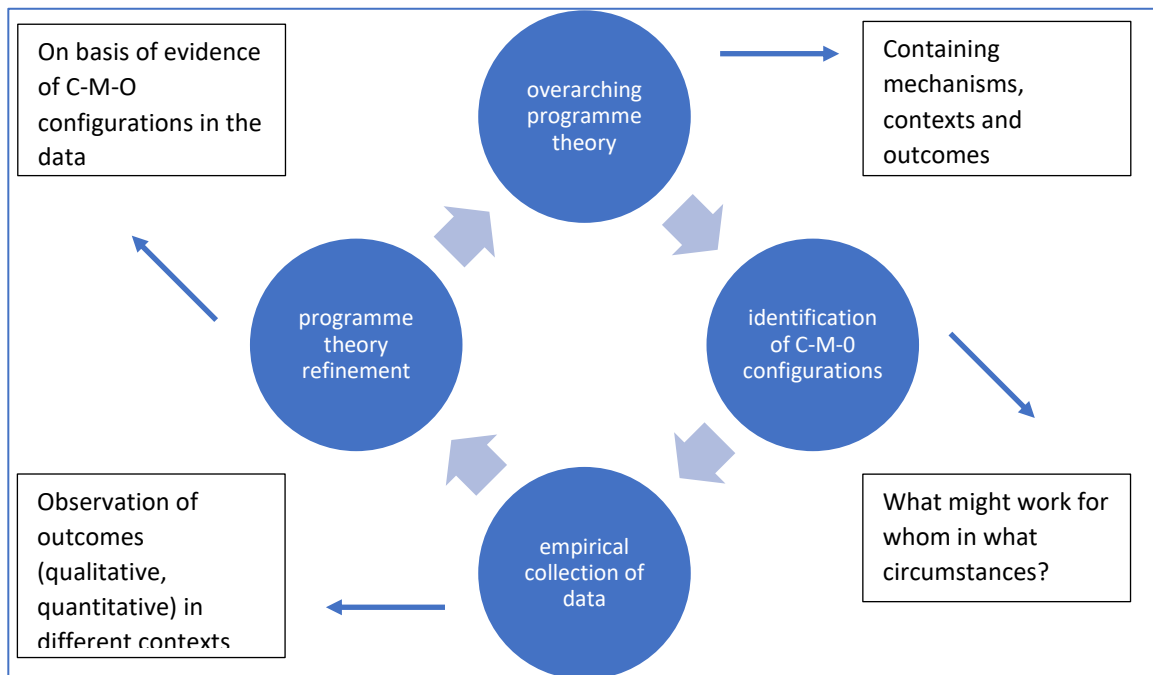 On basis of evidence
of C-M-O
configurations in the
data
overarching
programme
theory
Containing
mechanisms,
contexts and
outcomes
programme
theory
refinement
identification
of C-M-0
configurations
Observation of
outcomes
(qualitative,
quantitative) in
different contexts
empirical
collection of
data
What might work for
whom in what
circumstances?